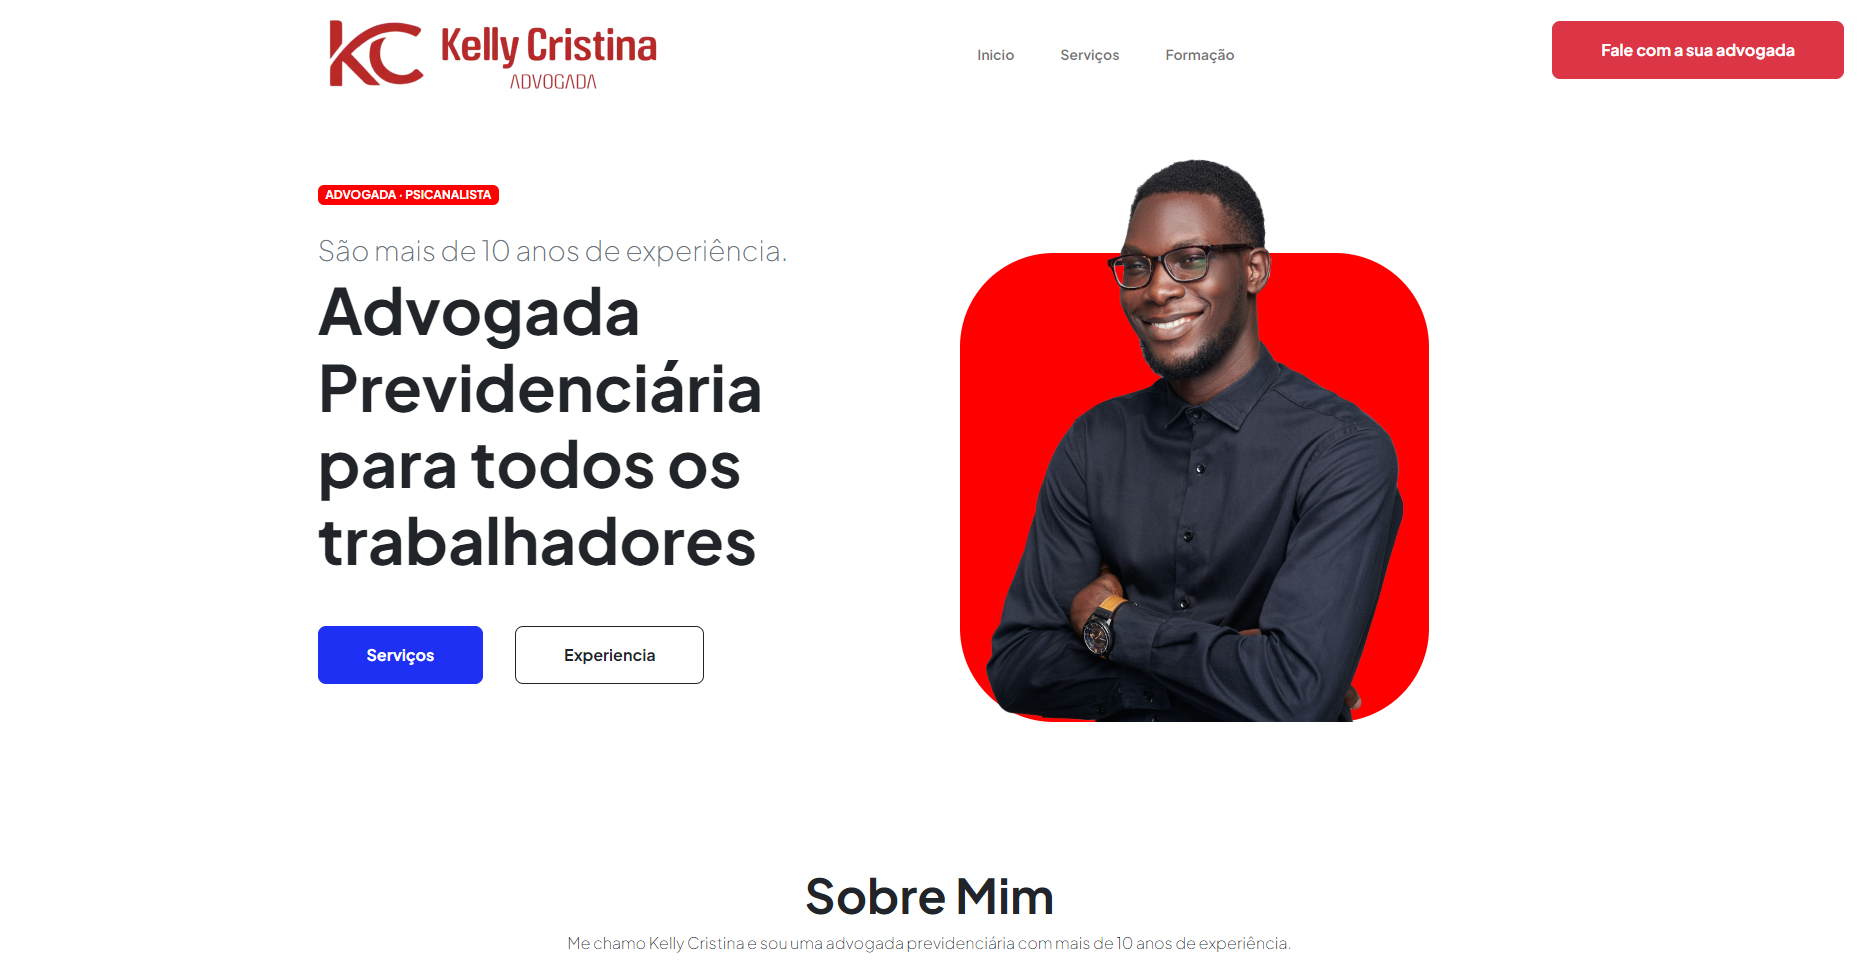 KC Kelly Cristina
ADVOGADA
Inicio Serviços Formação
Fale com a sua advogada
ADVOGADA · PSICANALISTA
São mais de 10 anos de experiência.
Advogada
Previdenciária
para todos os
trabalhadores
Serviços Experiencia
Sobre Mim
Me chamo Kelly Cristina e sou uma advogada previdenciária com mais de 10 anos de experiência.